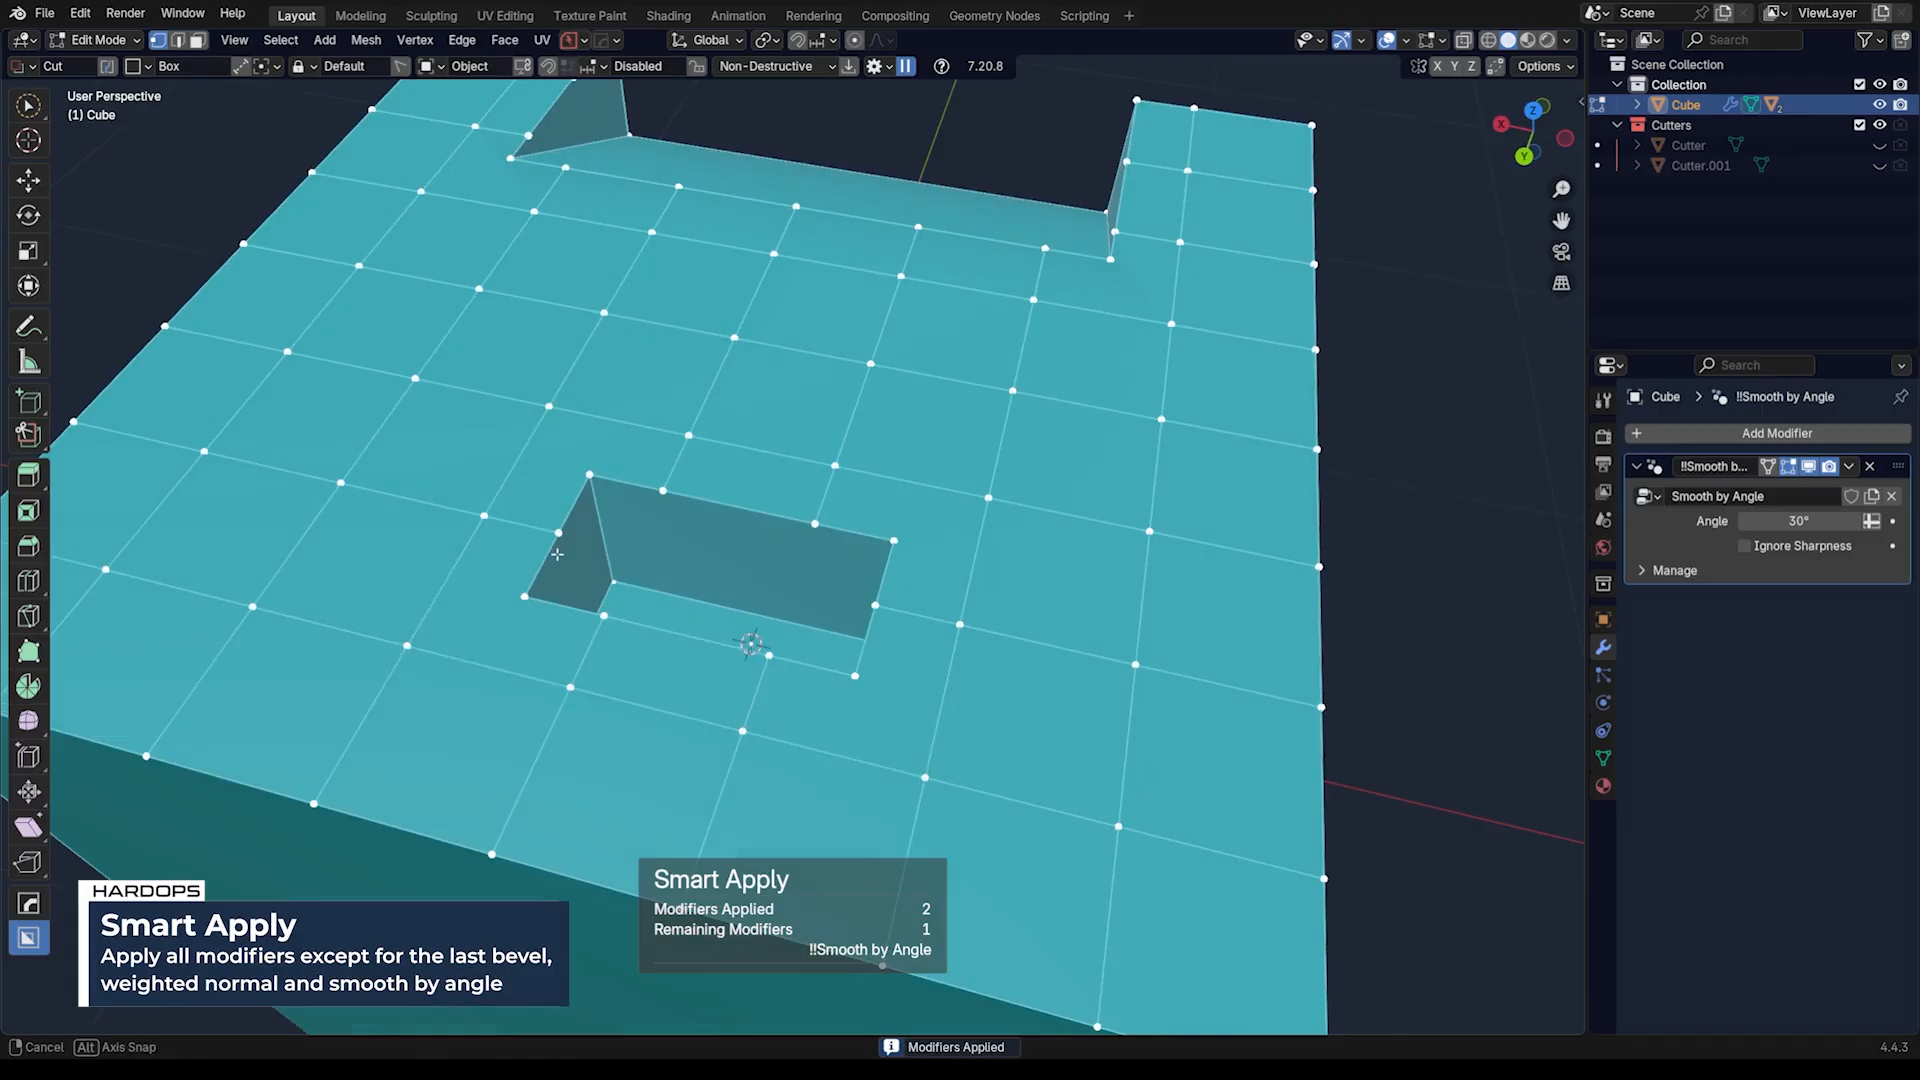 File Edit Render Window Help Layout Modeling Sculpting UV Editing Texture Paint Shading Animation Rendering Compositing Geometry Nodes Scripting + Scene ViewLayer
Edit Mode View Select Add Mesh Vertex Edge Face UV Global Search
Cut Box Default Object Disabled Non-Destructive 7.20.8 X Y Z Options
Scene Collection
Collection
Cube 2
Cutters
Cutter
Cutter.001
User Perspective
(1) Cube
Z
X
Y
Search
Cube > !!Smooth by Angle
+ Add Modifier
!!Smooth b...
Smooth by Angle
Angle 30°
Ignore Sharpness
Manage
HARDOPS
Smart Apply
Apply all modifiers except for the last bevel,
weighted normal and smooth by angle
Smart Apply
Modifiers Applied 2
Remaining Modifiers 1
!!Smooth by Angle
Cancel Alt Axis Snap Modifiers Applied 4.4.3